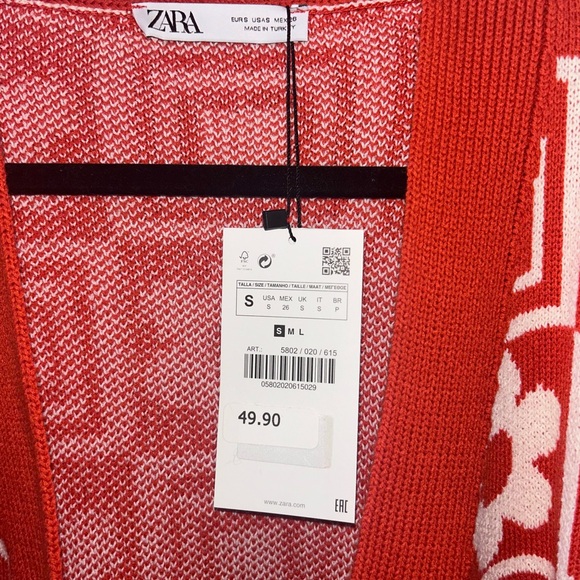 ZARA
EUR S USA S MEX 26
MADE IN TURKEY
TALLA / SIZE / TAMANHO / TAILLE / MAAT /
S
USA MEX UK IT BR
S 26 S S P
S M L
ART.: 5802 / 020 / 615
05802020615029
49.90
www.zara.com
EAC